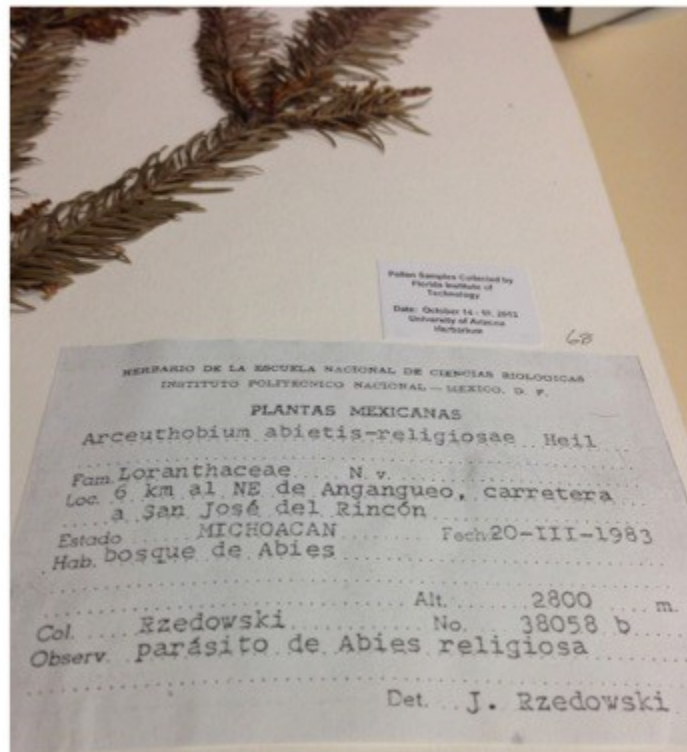 Pollen Samples Collected by
Florida Institute of
Technology
Date: October 14 - 2013
University of Arizona
Herbarium
68
HERBARIO DE LA ESCUELA NACIONAL DE CIENCIAS BIOLOGICAS
INSTITUTO POLITECNICO NACIONAL — MEXICO, D. F.
PLANTAS MEXICANAS
Arceuthobium abietis-religiosae Heil
Fam. Loranthaceae N. v.
Loc. 6 km al NE de Angangueo, carretera
a San José del Rincón
Estado MICHOACAN Fech 20-III-1983
Hab. bosque de Abies
Alt. 2800 m.
Col. Rzedowski No. 38058 b
Observ. parásito de Abies religiosa
Det. J. Rzedowski